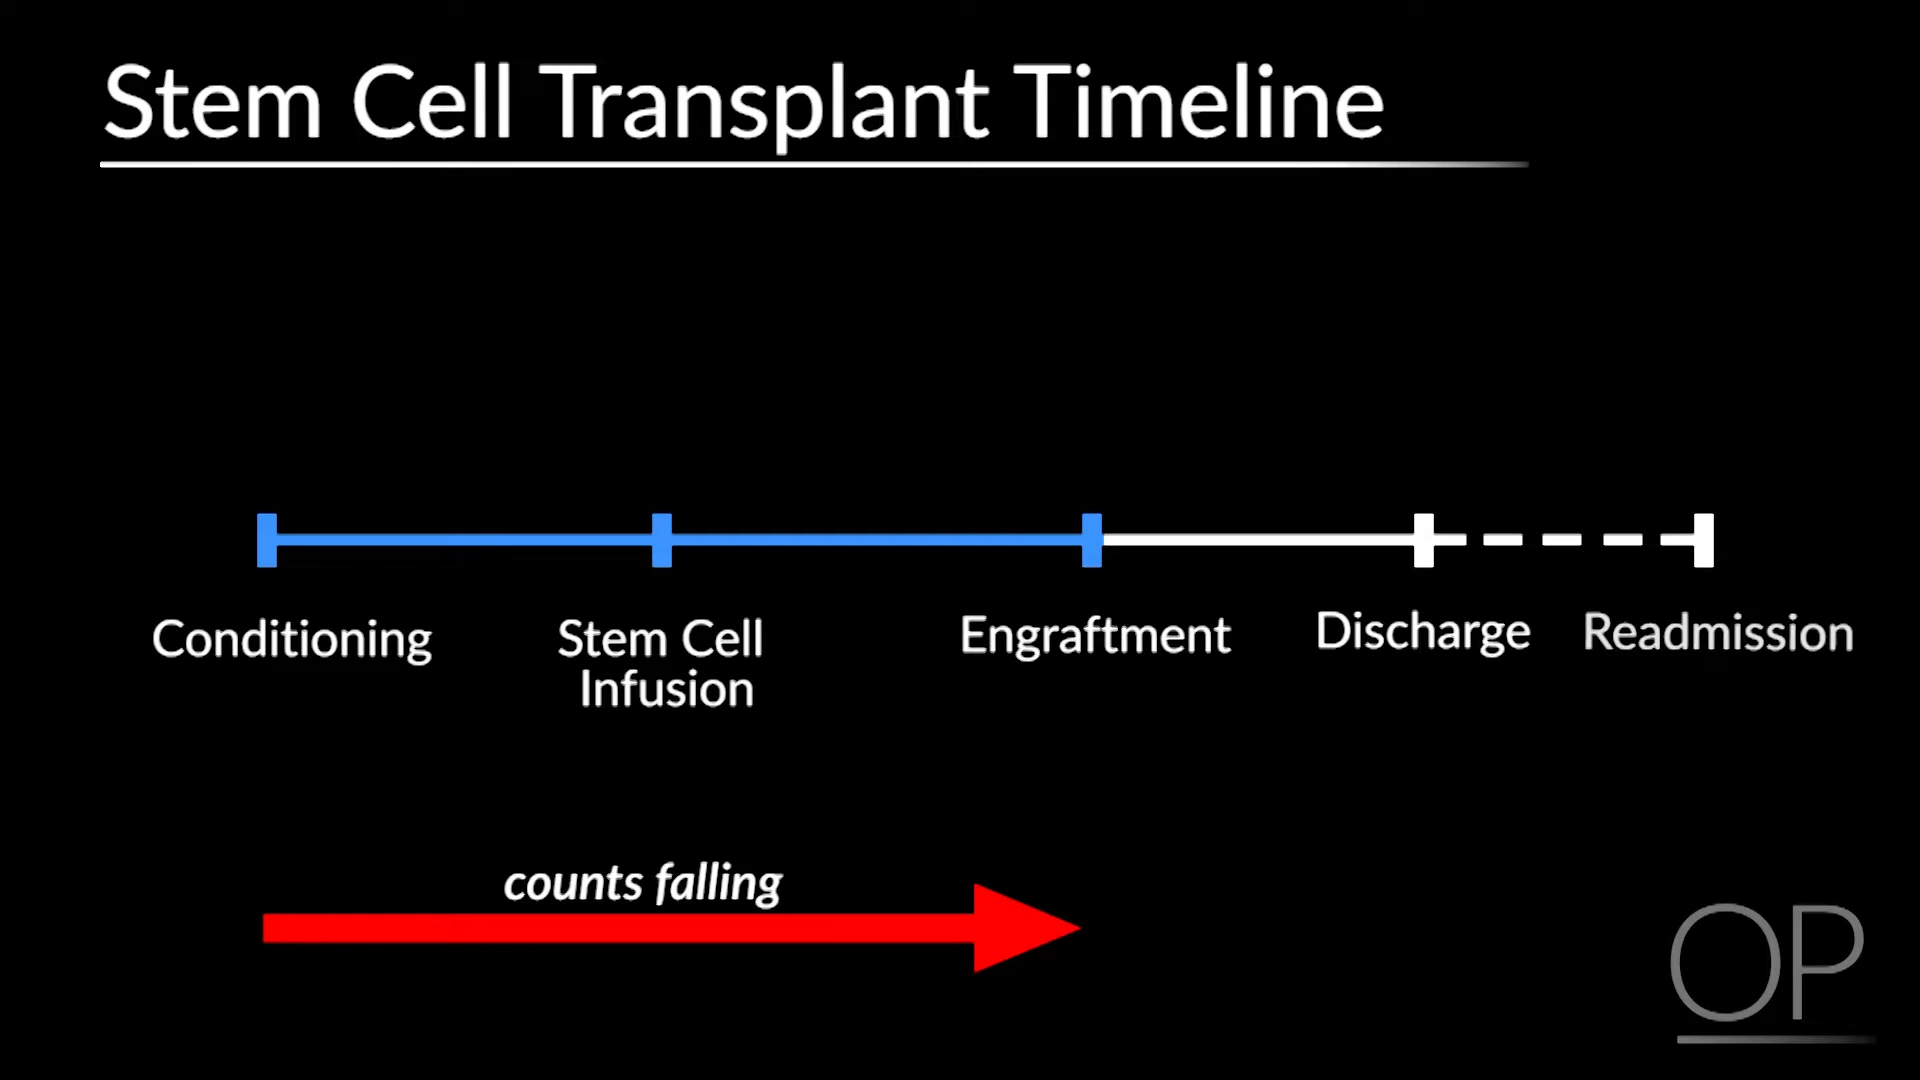 Stem Cell Transplant Timeline
Conditioning
Stem Cell
Infusion
Engraftment
Discharge
Readmission
counts falling
OP